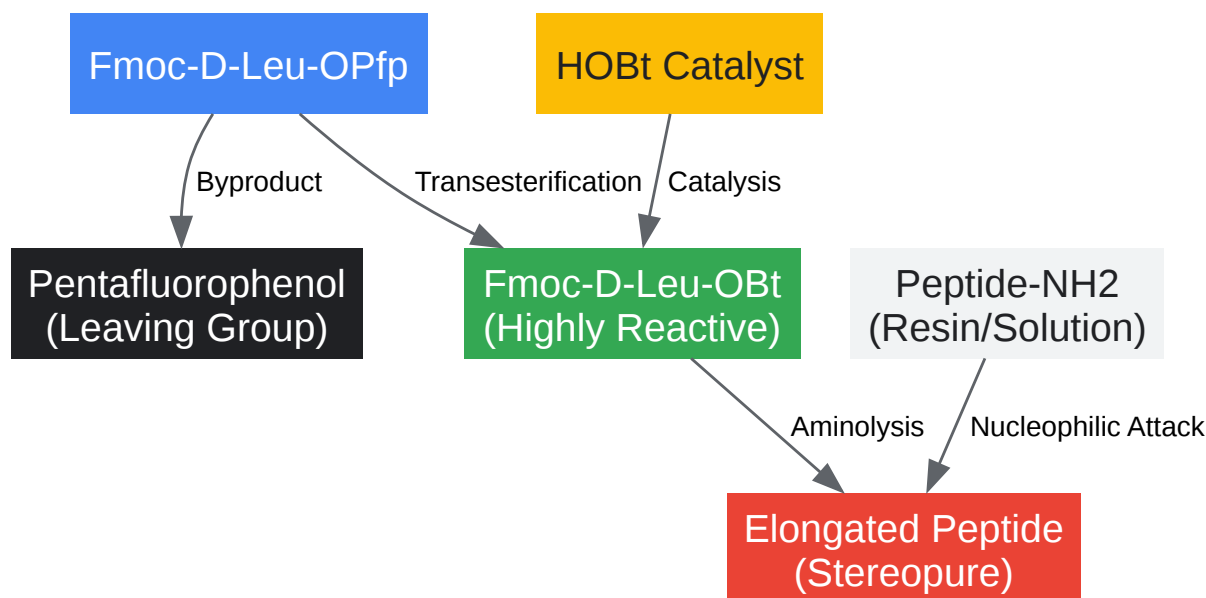 Fmoc-D-Leu-OPfp
HOBt Catalyst
Byproduct
Transesterification
Catalysis
Pentafluorophenol
(Leaving Group)
Fmoc-D-Leu-OBt
(Highly Reactive)
Peptide-NH2
(Resin/Solution)
Aminolysis
Nucleophilic Attack
Elongated Peptide
(Stereopure)